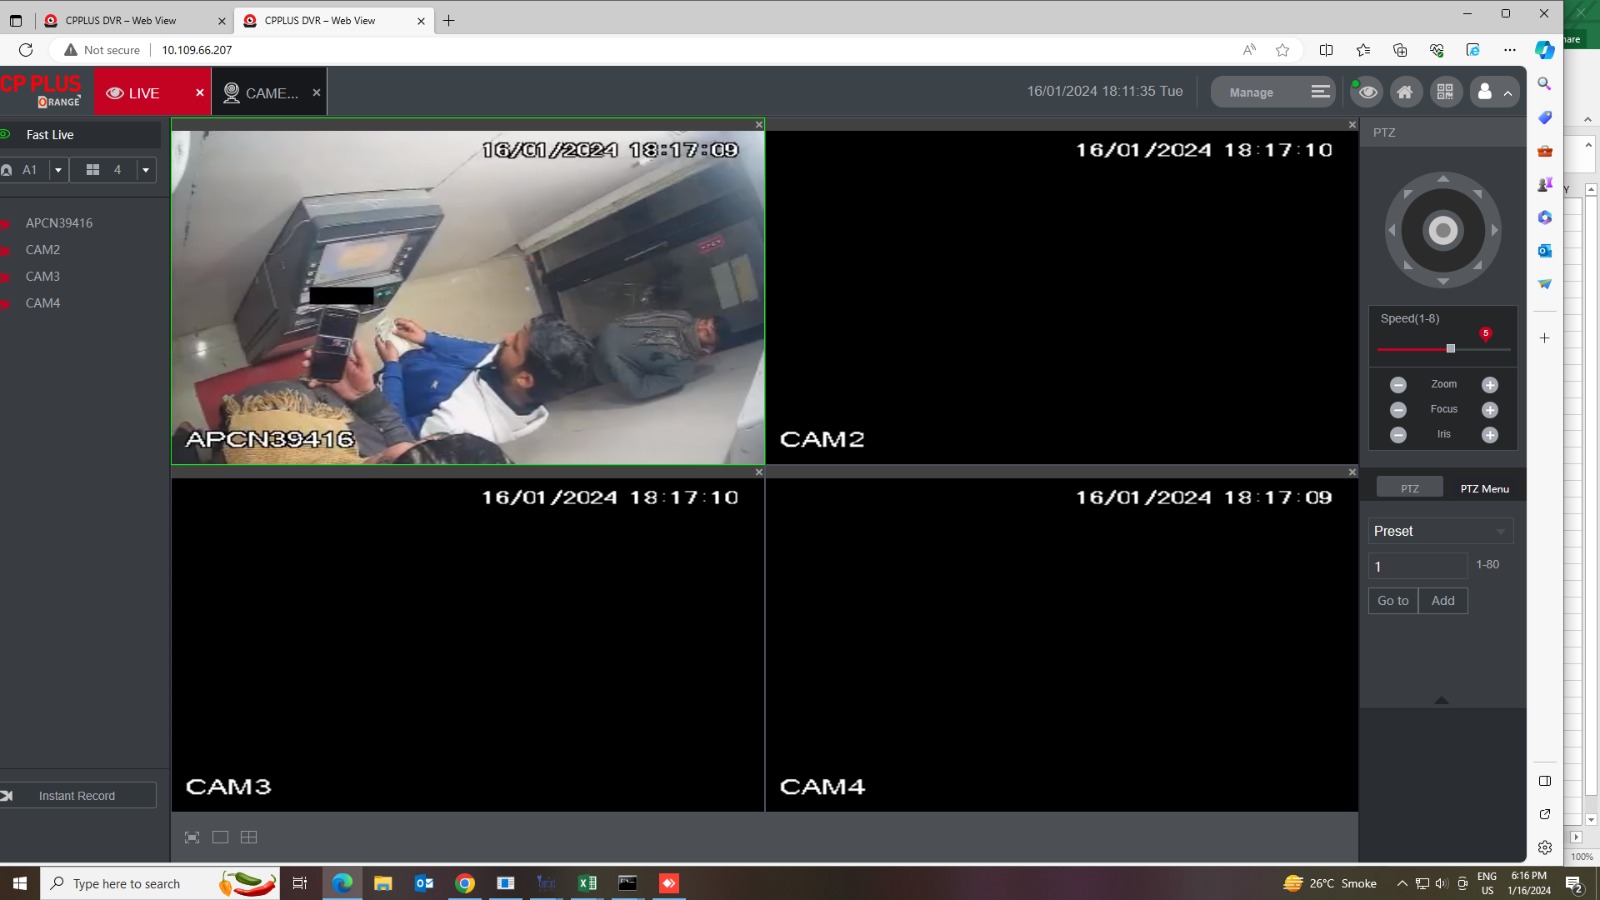 CPPLUS DVR – Web View
CPPLUS DVR – Web View
Not secure
10.109.66.207
CP PLUS
ORANGE
LIVE
CAME...
16/01/2024 18:11:35 Tue
Manage
Fast Live
A1
4
APCN39416
CAM2
CAM3
CAM4
Instant Record
16/01/2024 18:17:09
APCN39416
16/01/2024 18:17:10
CAM2
16/01/2024 18:17:10
CAM3
16/01/2024 18:17:09
CAM4
PTZ
Speed(1-8)
5
Zoom
Focus
Iris
PTZ
PTZ Menu
Preset
1
1-80
Go to
Add
are
Y
100%
Type here to search
26°C Smoke
ENG
US
6:16 PM
1/16/2024
2